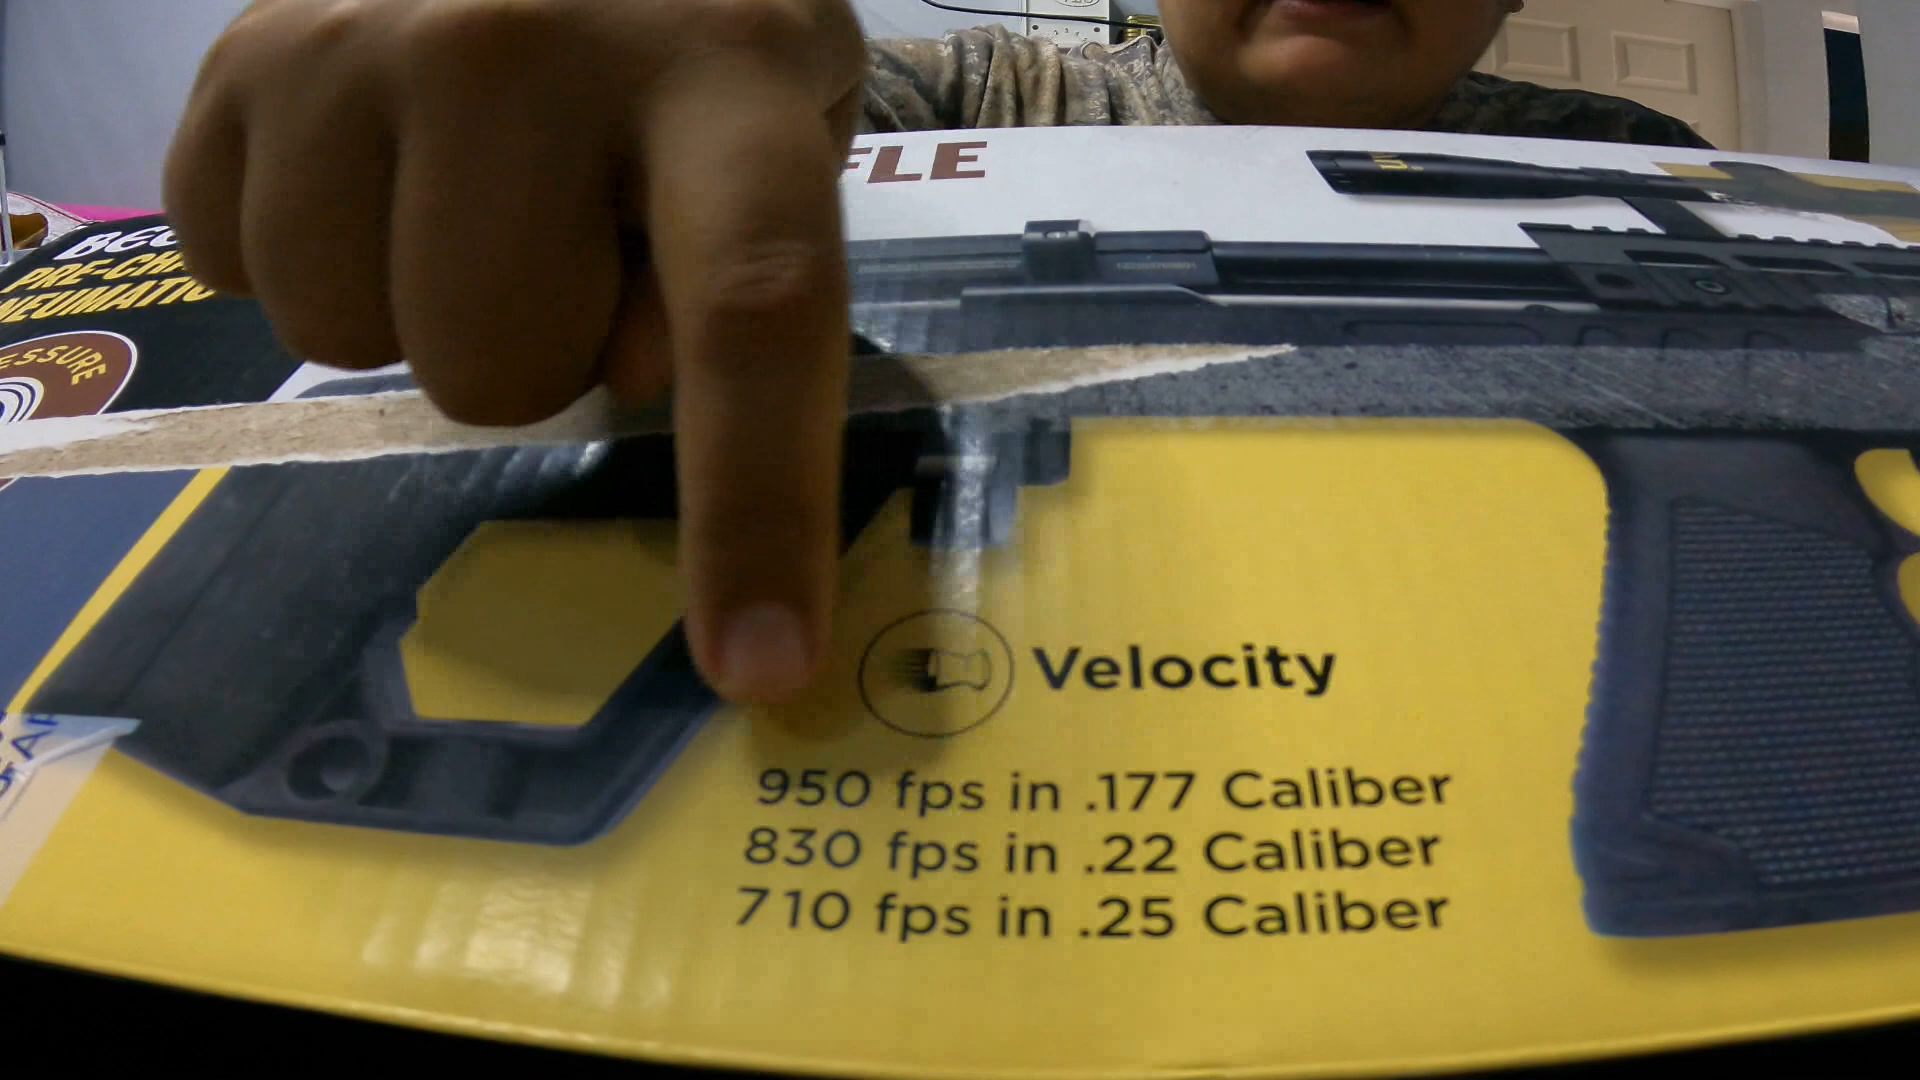 FLE
PRE-CHA
NEUMATIC
ESSURE
Velocity
950 fps in .177 Caliber
830 fps in .22 Caliber
710 fps in .25 Caliber